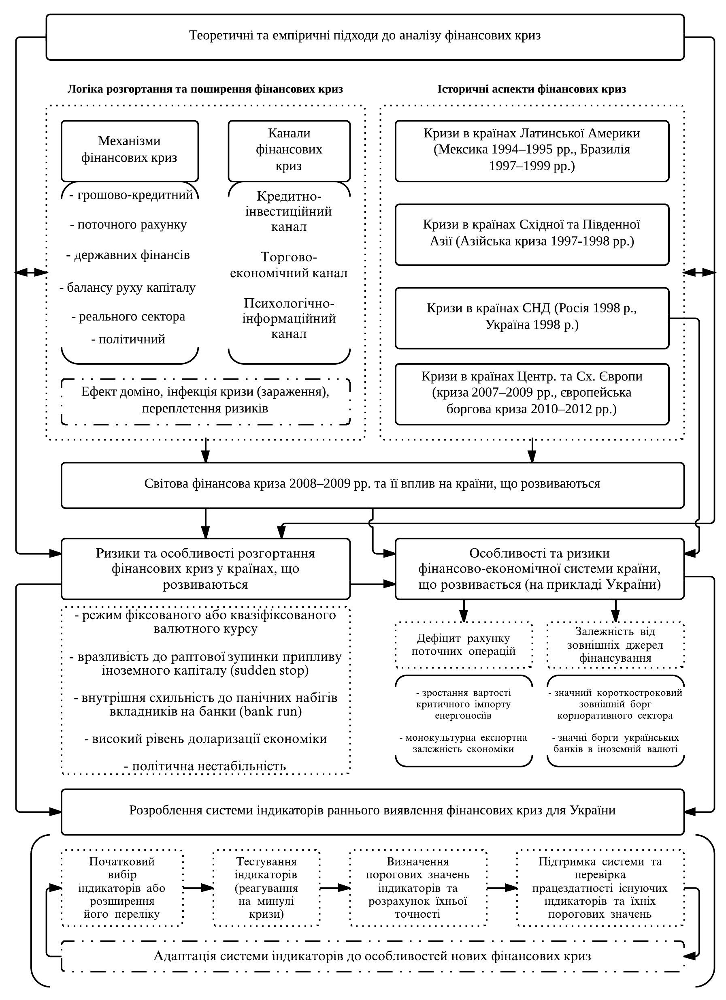 Теоретичні та емпіричні підходи до аналізу фінансових криз
Логіка розгортання та поширення фінансових криз
Механізми
фінансових криз
- грошово-кредитний
- поточного рахунку
- державних фінансів
- балансу руху капіталу
- реального сектора
- політичний
Канали
фінансових
криз
Кредитно-
інвестиційний
канал
Торгово-
економічний канал
Психологічно-
інформаційний
канал
Ефект доміно, інфекція кризи (зараження),
переплетення ризиків
Історичні аспекти фінансових криз
Кризи в країнах Латинської Америки
(Мексика 1994–1995 рр., Бразилія
1997–1999 рр.)
Кризи в країнах Східної та Південної
Азії (Азійська криза 1997-1998 рр.)
Кризи в країнах СНД (Росія 1998 р.,
Україна 1998 р.)
Кризи в країнах Центр. та Сх. Європи
(криза 2007–2009 рр., європейська
боргова криза 2010–2012 рр.)
Світова фінансова криза 2008–2009 рр. та її вплив на країни, що розвиваються
Ризики та особливості розгортання
фінансових криз у країнах, що
розвиваються
- режим фіксованого або квазіфіксованого
валютного курсу
- вразливість до раптової зупинки припливу
іноземного капіталу (sudden stop)
- внутрішня схильність до панічних набігів
вкладників на банки (bank run)
- високий рівень доларизації економіки
- політична нестабільність
Особливості та ризики
фінансово-економічної системи країни,
що розвивається (на прикладі України)
Дефіцит рахунку
поточних операцій
- зростання вартості
критичного імпорту
енергоносіїв
- монокультурна експортна
залежність економіки
Залежність від
зовнішніх джерел
фінансування
- значний короткостроковий
зовнішній борг
корпоративного сектора
- значні борги українських
банків в іноземній валюті
Розроблення системи індикаторів раннього виявлення фінансових криз для України
Початковий
вибір
індикаторів або
розширення
його переліку
Тестування
індикаторів
(реагування
на минулі
кризи)
Визначення
порогових значень
індикаторів та
розрахунок їхньої
точності
Підтримка системи та
перевірка
працездатності існуючих
індикаторів та їхніх
порогових значень
Адаптація системи індикаторів до особливостей нових фінансових криз